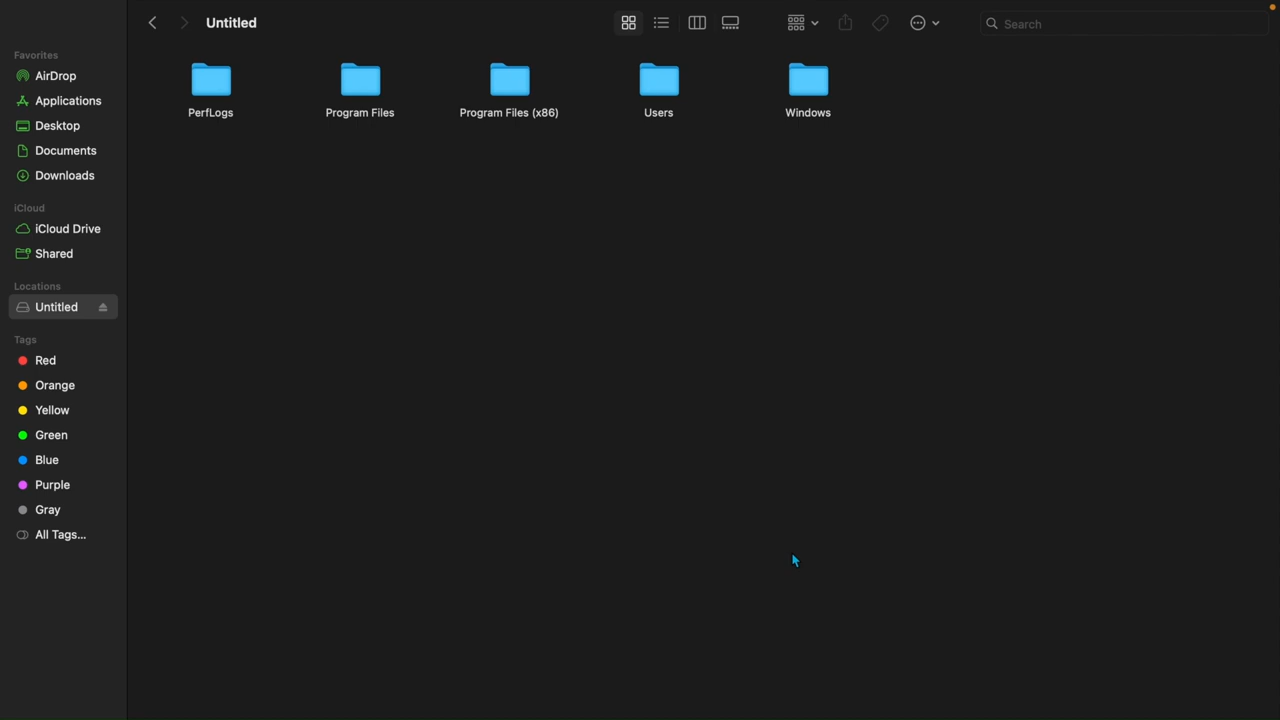 Untitled
Search
Favorites
AirDrop
Applications
Desktop
Documents
Downloads
iCloud
iCloud Drive
Shared
Locations
Untitled
Tags
Red
Orange
Yellow
Green
Blue
Purple
Gray
All Tags...
PerfLogs
Program Files
Program Files (x86)
Users
Windows